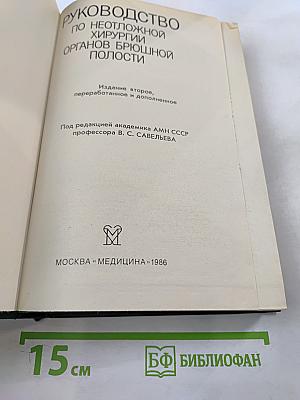 РУКОВОДСТВО
ПО НЕОТЛОЖНОЙ
ХИРУРГИИ
ОРГАНОВ БРЮШНОЙ
ПОЛОСТИ
Издание второе,
переработанное и дополненное
Под редакцией академика АМН СССР
профессора В. С. САВЕЛЬЕВА
МОСКВА «МЕДИЦИНА» 1986
15 см
БФ БИБЛИОФАН